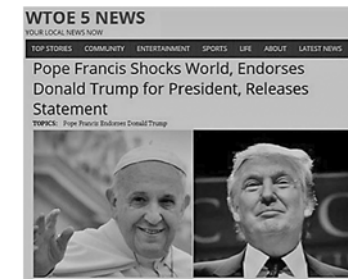 WTOE 5 NEWS
YOUR LOCAL NEWS NOW
TOP STORIES COMMUNITY ENTERTAINMENT SPORTS LIFE ABOUT LATEST NEWS
Pope Francis Shocks World, Endorses
Donald Trump for President, Releases
Statement
TOPICS: Pope Francis Endorses Donald Trump